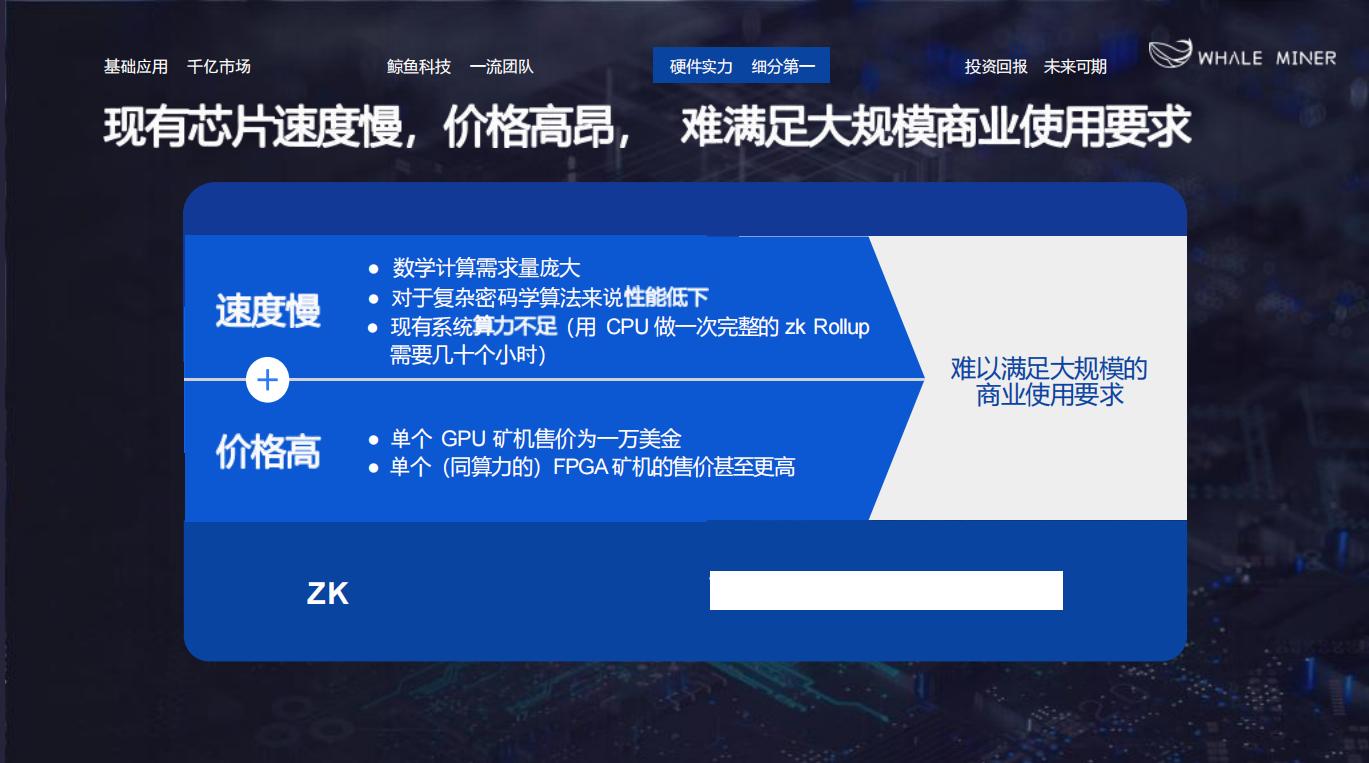 基础应用 千亿市场
鲸鱼科技 一流团队
硬件实力 细分第一
投资回报 未来可期
WHALE MINER
现有芯片速度慢，价格高昂， 难满足大规模商业使用要求
速度慢
● 数学计算需求量庞大
● 对于复杂密码学算法来说性能低下
● 现有系统算力不足（用 CPU 做一次完整的 zk Rollup
需要几十个小时）
价格高
● 单个 GPU 矿机售价为一万美金
● 单个（同算力的）FPGA 矿机的售价甚至更高
难以满足大规模的
商业使用要求
ZK